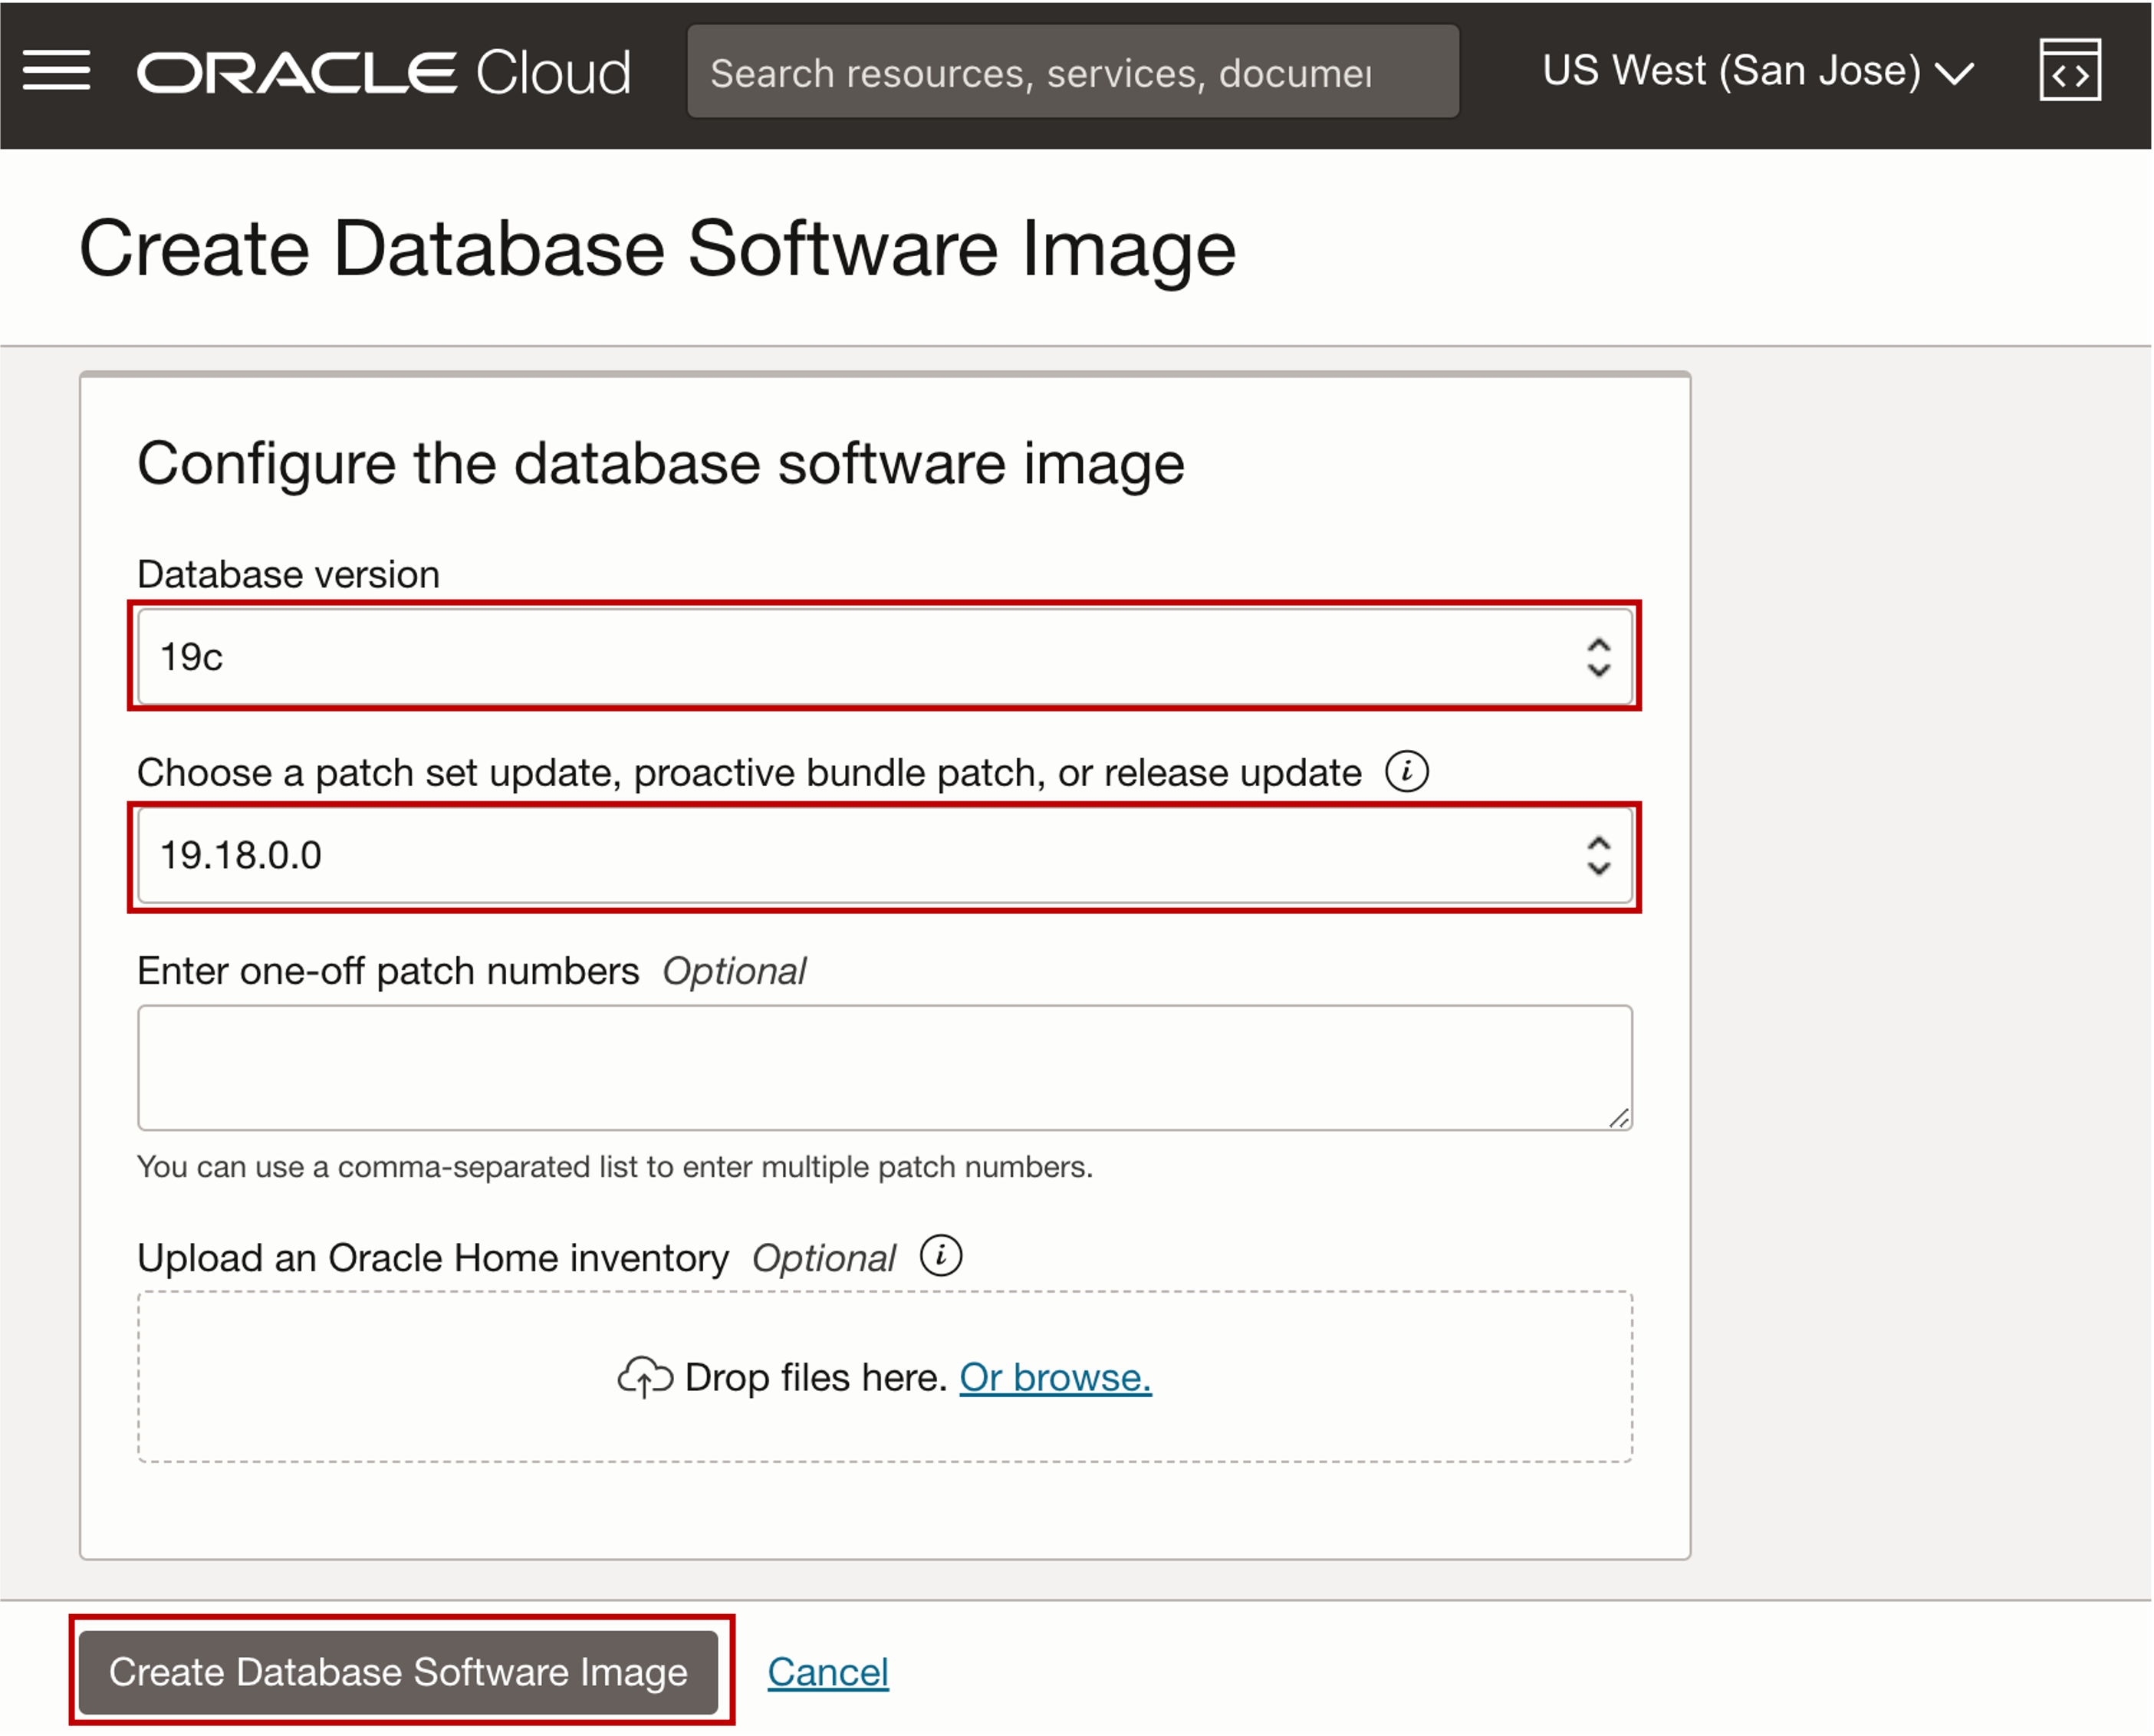 ORACLE Cloud
Search resources, services, docume
US West (San Jose)
Create Database Software Image
Configure the database software image
Database version
19c
Choose a patch set update, proactive bundle patch, or release update
19.18.0.0
Enter one-off patch numbers Optional
You can use a comma-separated list to enter multiple patch numbers.
Upload an Oracle Home inventory Optional
Drop files here. Or browse.
Create Database Software Image
Cancel